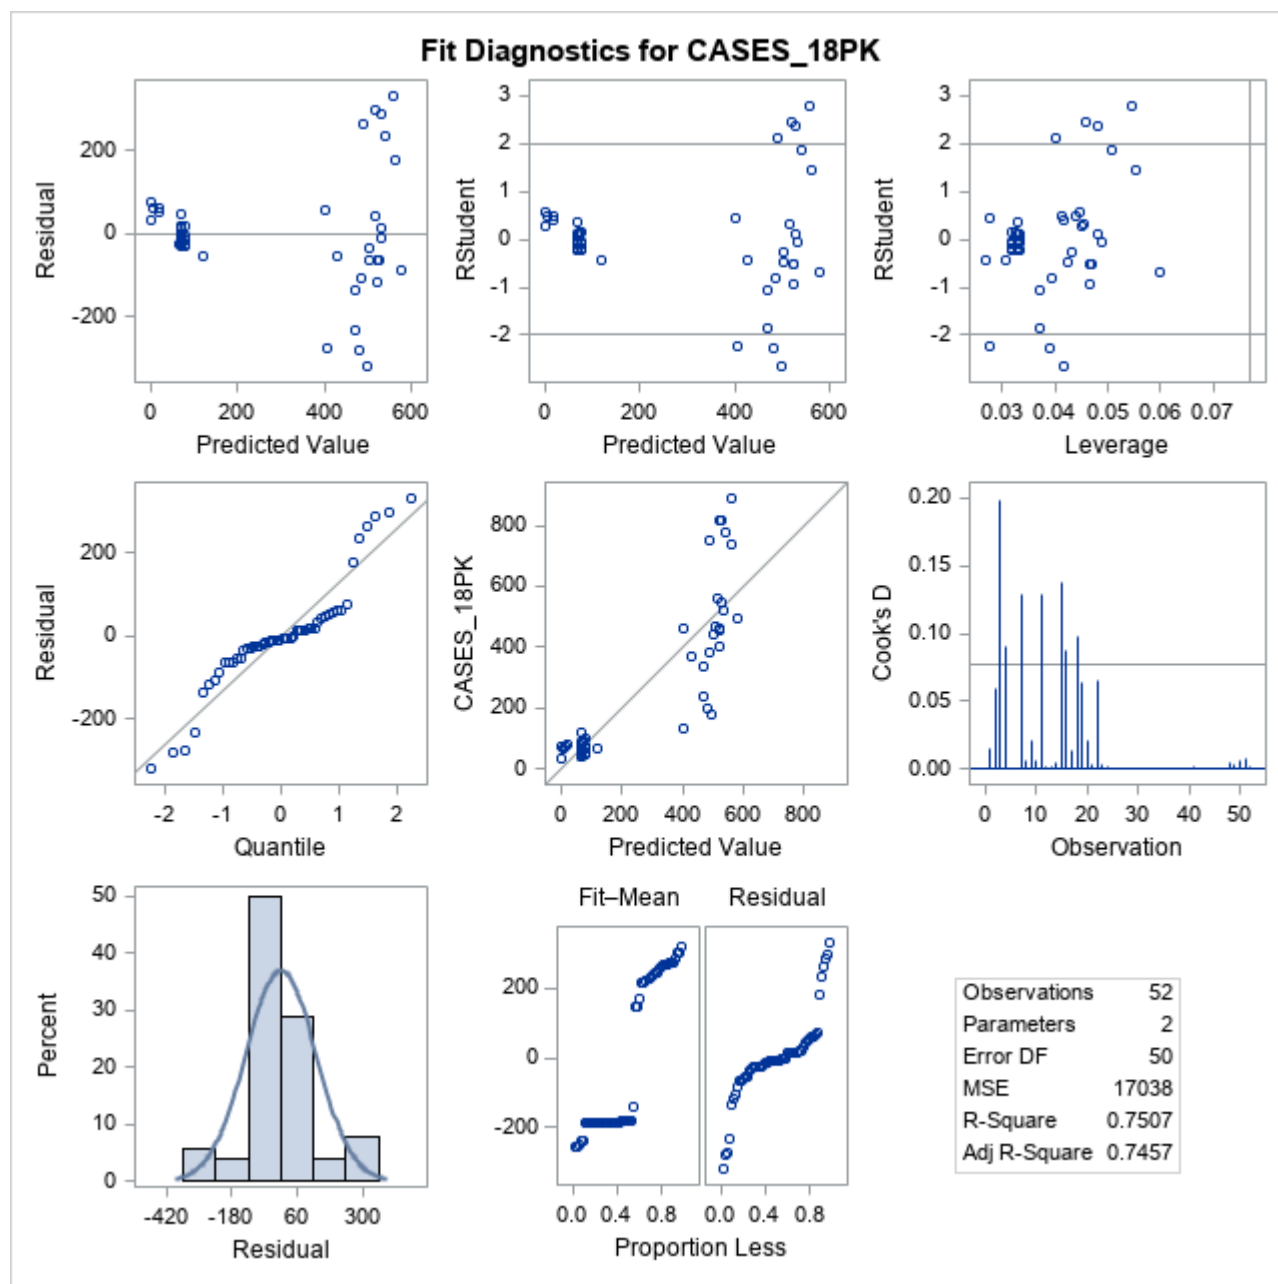 Fit Diagnostics for CASES_18PK
Residual
200
0
-200
0 200 400 600
Predicted Value
RStudent
3
2
1
0
-1
-2
0 200 400 600
Predicted Value
RStudent
3
2
1
0
-1
-2
0.03 0.04 0.05 0.06 0.07
Leverage
Residual
200
0
-200
-2 -1 0 1 2
Quantile
CASES_18PK
800
600
400
200
0
0 200 400 600 800
Predicted Value
Cook's D
0.20
0.15
0.10
0.05
0.00
0 10 20 30 40 50
Observation
Percent
50
40
30
20
10
0
-420 -180 60 300
Residual
Fit–Mean Residual
200
0
-200
0.0 0.4 0.8 0.0 0.4 0.8
Proportion Less
Observations 52
Parameters 2
Error DF 50
MSE 17038
R-Square 0.7507
Adj R-Square 0.7457